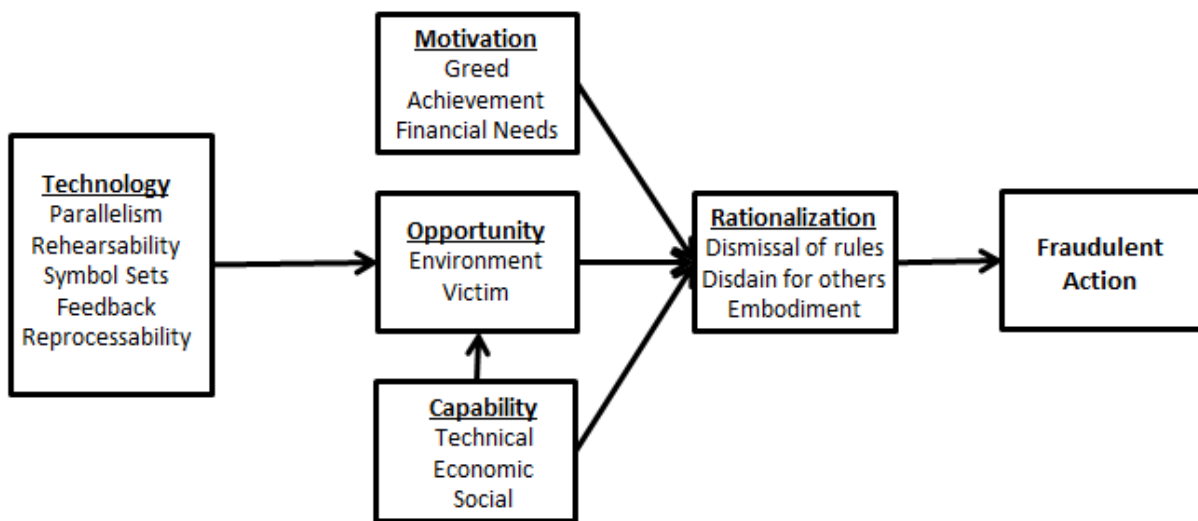 Motivation
Greed
Achievement
Financial Needs
Technology
Parallelism
Rehearsability
Symbol Sets
Feedback
Reprocessability
Opportunity
Environment
Victim
Capability
Technical
Economic
Social
Rationalization
Dismissal of rules
Disdain for others
Embodiment
Fraudulent
Action